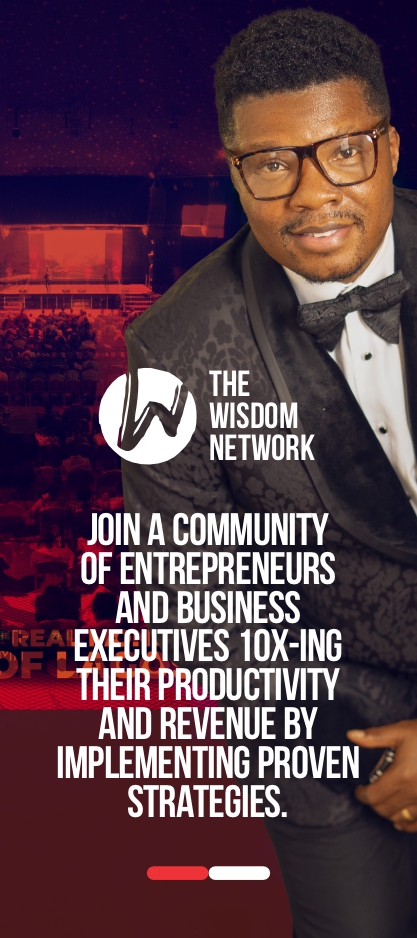 THE
WISDOM
NETWORK
JOIN A COMMUNITY
OF ENTREPRENEURS
AND BUSINESS
EXECUTIVES 10X-ING
THEIR PRODUCTIVITY
AND REVENUE BY
IMPLEMENTING PROVEN
STRATEGIES.
OF